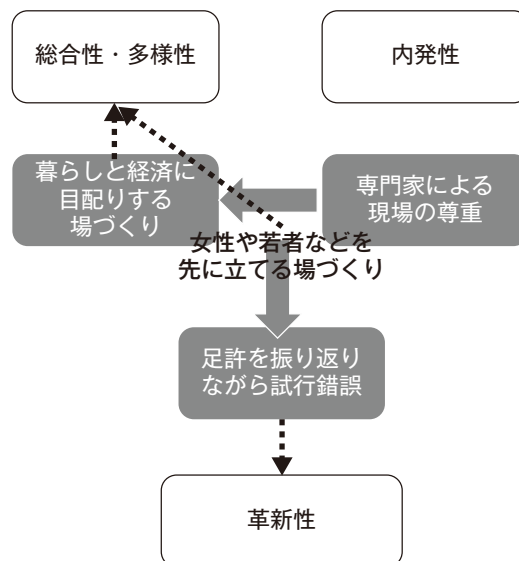 総合性・多様性
内発性
暮らしと経済に
目配りする
場づくり
専門家による
現場の尊重
女性や若者などを
先に立てる場づくり
足許を振り返り
ながら試行錯誤
革新性